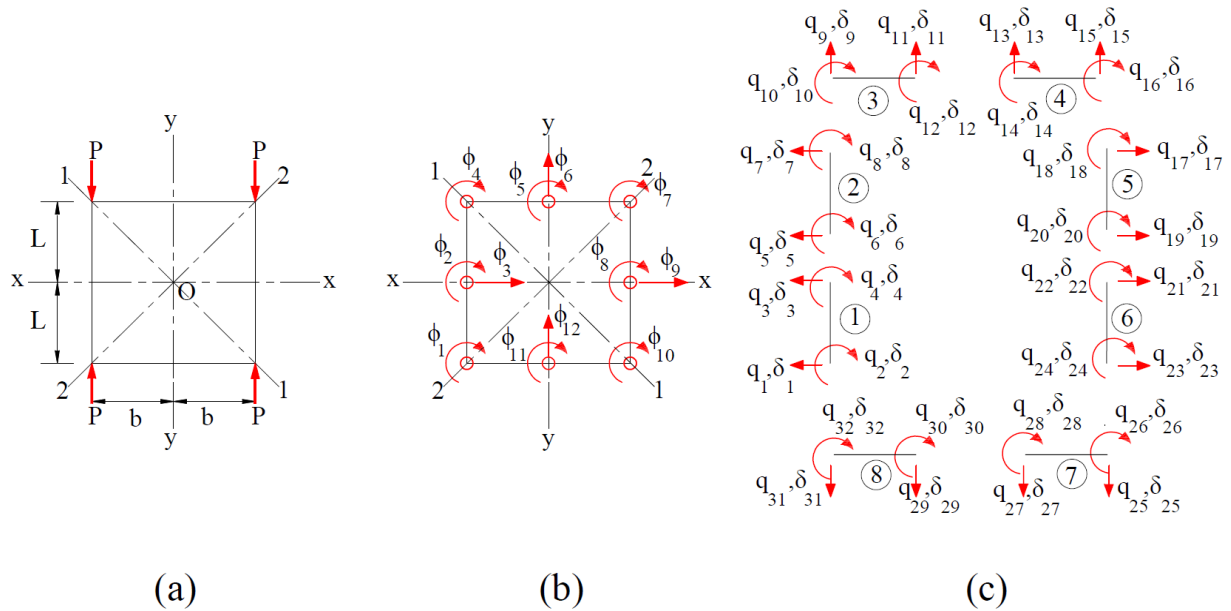 y
P P
1 2
L
x O x
L
2 1
P b b P
y
(a)
y
ϕ₄ ϕ₅ ϕ₆ ϕ₇
1 2
ϕ₂ ϕ₃ ϕ₈ ϕ₉
x x
ϕ₁ ϕ₁₁ ϕ₁₂ ϕ₁₀
2 1
y
(b)
q₉,δ₉ q₁₁,δ₁₁ q₁₃,δ₁₃ q₁₅,δ₁₅
q₁₀,δ₁₀ 3 4 q₁₆,δ₁₆
q₁₂,δ₁₂ q₁₄,δ₁₄
q₇,δ₇ q₈,δ₈ q₁₈,δ₁₈ q₁₇,δ₁₇
2 5
q₅,δ₅ q₆,δ₆ q₂₀,δ₂₀ q₁₉,δ₁₉
q₃,δ₃ q₄,δ₄ q₂₂,δ₂₂ q₂₁,δ₂₁
1 6
q₁,δ₁ q₂,δ₂ q₂₄,δ₂₄ q₂₃,δ₂₃
q₃₂,δ₃₂ q₃₀,δ₃₀ q₂₈,δ₂₈ q₂₆,δ₂₆
8 7
q₃₁,δ₃₁ q₂₉,δ₂₉ q₂₇,δ₂₇ q₂₅,δ₂₅
(c)